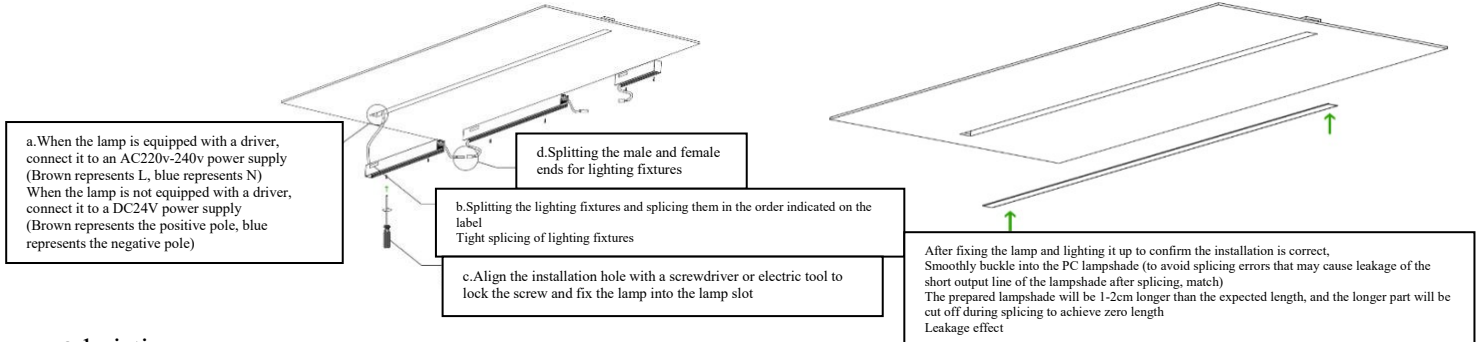 a.When the lamp is equipped with a driver,
connect it to an AC220v-240v power supply
(Brown represents L, blue represents N)
When the lamp is not equipped with a driver,
connect it to a DC24V power supply
(Brown represents the positive pole, blue
represents the negative pole)
d.Splitting the male and female
ends for lighting fixtures
b.Splitting the lighting fixtures and splicing them in the order indicated on the
label
Tight splicing of lighting fixtures
c.Align the installation hole with a screwdriver or electric tool to
lock the screw and fix the lamp into the lamp slot
After fixing the lamp and lighting it up to confirm the installation is correct,
Smoothly buckle into the PC lampshade (to avoid splicing errors that may cause leakage of the
short output line of the lampshade after splicing, match)
The prepared lampshade will be 1-2cm longer than the expected length, and the longer part will be
cut off during splicing to achieve zero length
Leakage effect